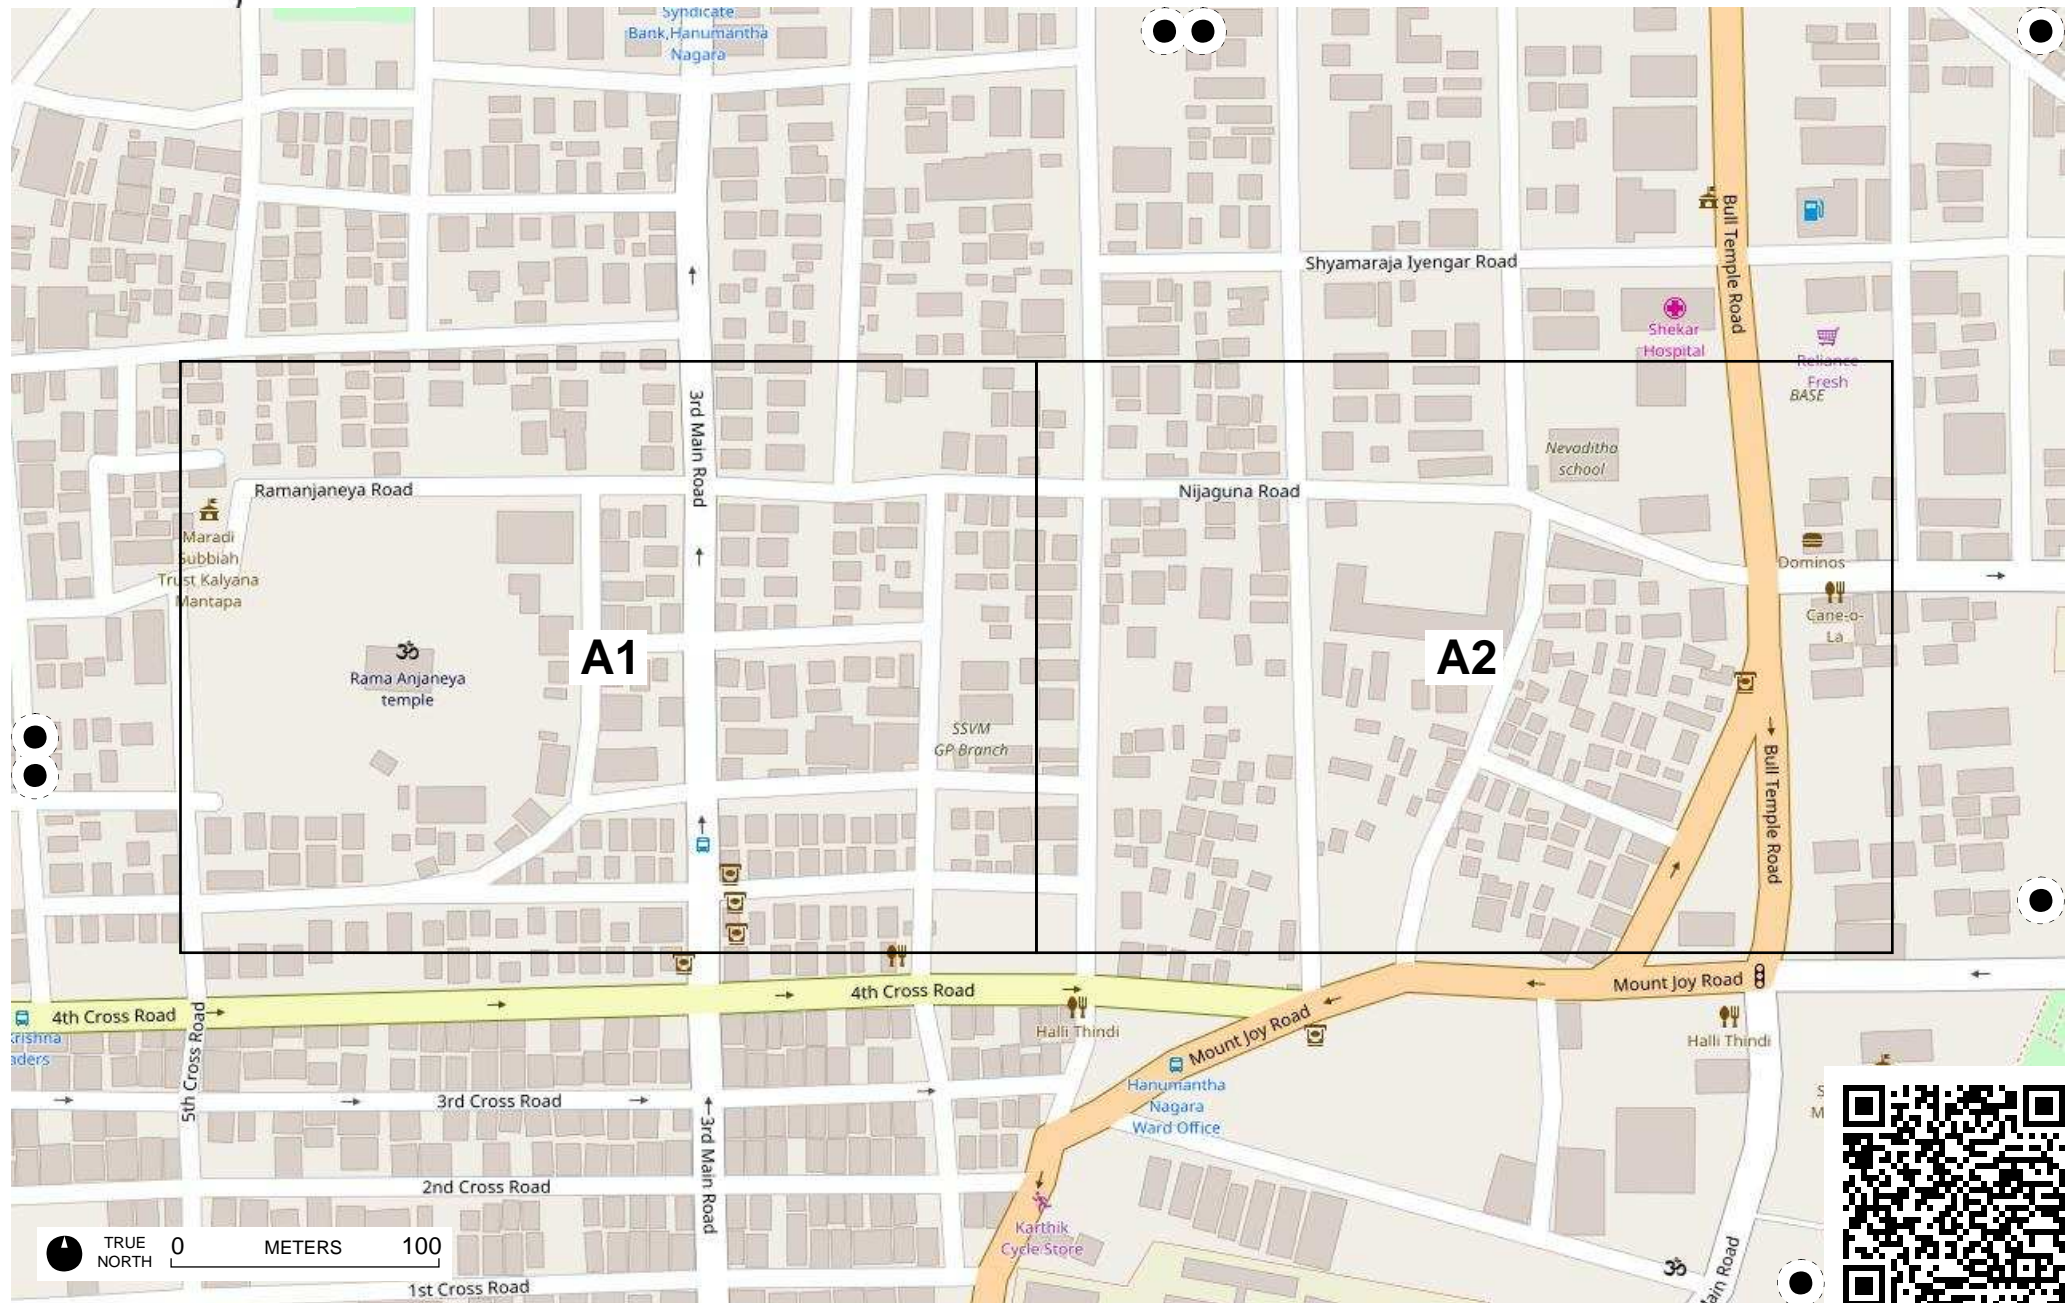 Syndicate
Bank,Hanumantha
Nagara
Shyamaraja Iyengar Road
Bull Temple Road
Shekar
Hospital
Reliance
Fresh
BASE
3rd Main Road
Nevaditha
school
Ramanjaneya Road
Nijaguna Road
Maradi
Subbiah
Trust Kalyana
Mantapa
Dominos
Cane-o-
La
A1
A2
Rama Anjaneya
temple
SSVM
GP Branch
Bull Temple Road
4th Cross Road
4th Cross Road
Mount Joy Road
Mount Joy Road
Halli Thindi
Halli Thindi
5th Cross Road
Hanumantha
Nagara
Ward Office
3rd Cross Road
3rd Main Road
2nd Cross Road
Karthik
Cycle Store
TRUE
NORTH
0 METERS 100
1st Cross Road